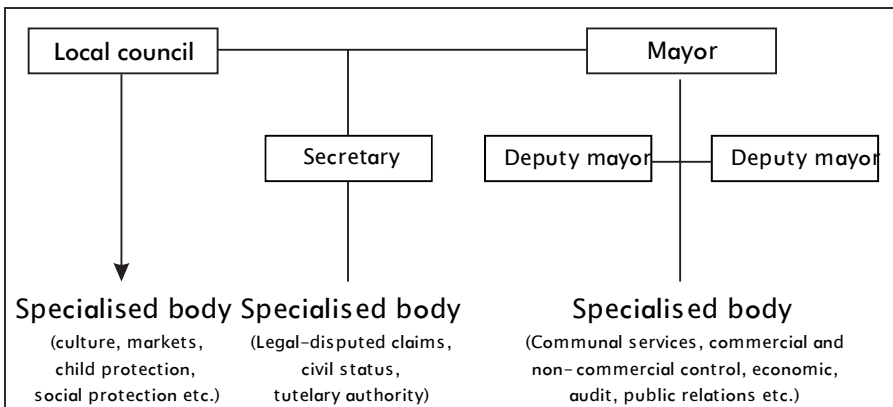 Local council
Mayor
Secretary
Deputy mayor
Deputy mayor
Specialised body
(culture, markets,
child protection,
social protection etc.)
Specialised body
(Legal-disputed claims,
civil status,
tutelary authority)
Specialised body
(Communal services, commercial and
non-commercial control, economic,
audit, public relations etc.)